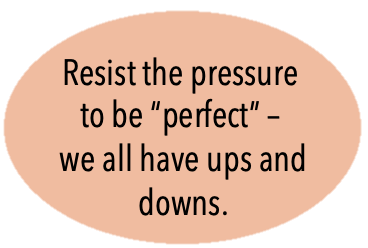 Resist the pressure
to be “perfect” –
we all have ups and
downs.